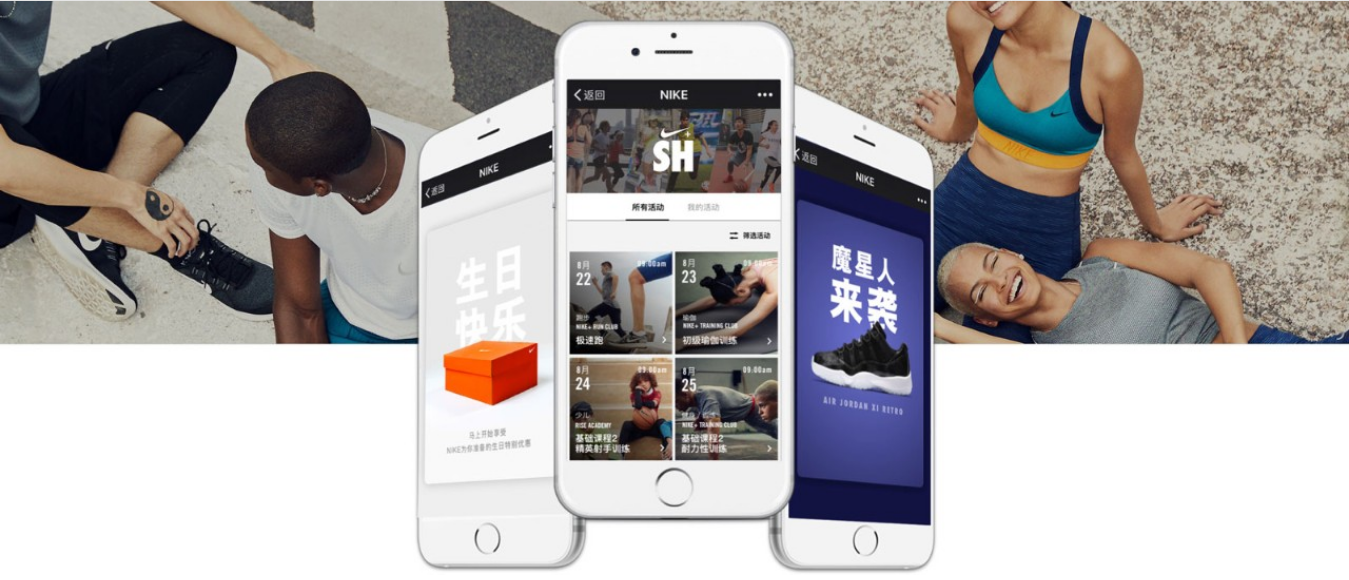 返回
NIKE
生日
快乐
马上开始享受
NIKE为你准备的生日特别优惠
返回
NIKE
SH
所有活动
我的活动
筛选活动
8月
09:00am
22
跑步
NIKE+ RUN CLUB
极速跑
8月
09.00am
23
瑜伽
NIKE+ TRAINING CLUB
初级瑜伽训练
8月
09.00am
24
少儿
RISE ACADEMY
基础课程2
精英射手训练
8月
09.00am
25
NIKE+ TRAINING CLUB
基础课程2
耐力性训练
返回
NIKE
魔星人
来袭
AIR JORDAN XI RETRO